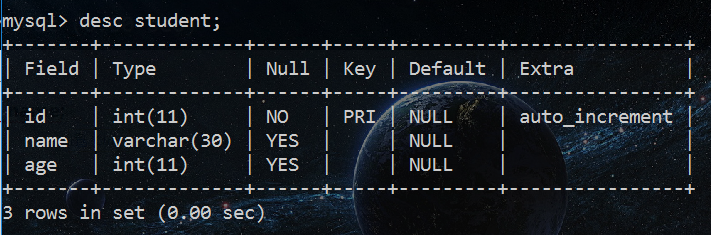 mysql> desc student;
+-------+-------------+------+-----+---------+----------------+
| Field | Type        | Null | Key | Default | Extra          |
+-------+-------------+------+-----+---------+----------------+
| id    | int(11)     | NO   | PRI | NULL    | auto_increment |
| name  | varchar(30) | YES  |     | NULL    |                |
| age   | int(11)     | YES  |     | NULL    |                |
+-------+-------------+------+-----+---------+----------------+
3 rows in set (0.00 sec)